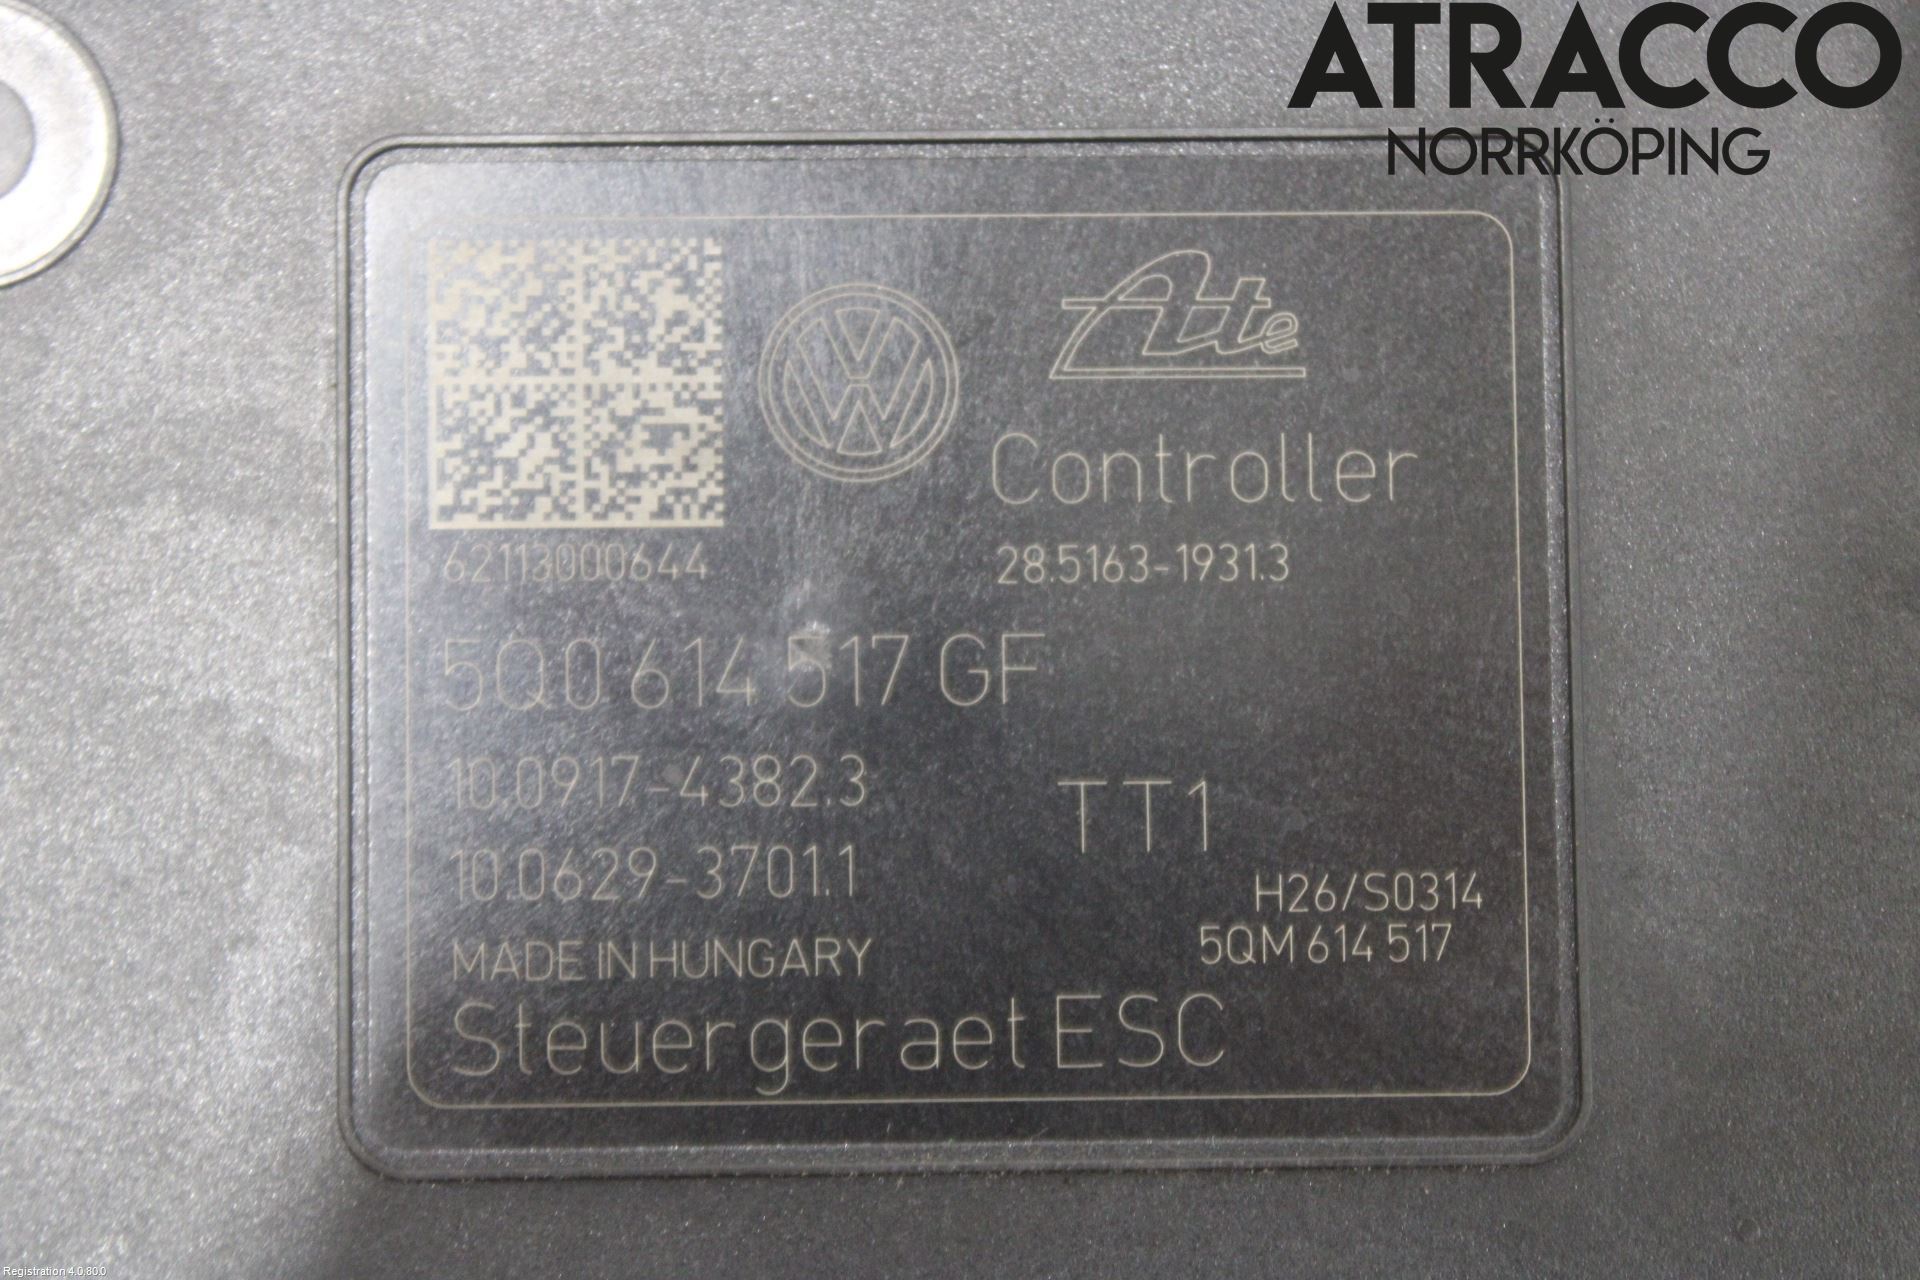 ATRACCO
NORRKÖPING
Ate
Controller
62113000644
28.5163-1931.3
5Q0 614 517 GF
10.0917-4382.3
TT1
10.0629-3701.1
H26/S0314
5QM 614 517
MADE IN HUNGARY
Steuergeraet ESC
Registration 4.0.80.0